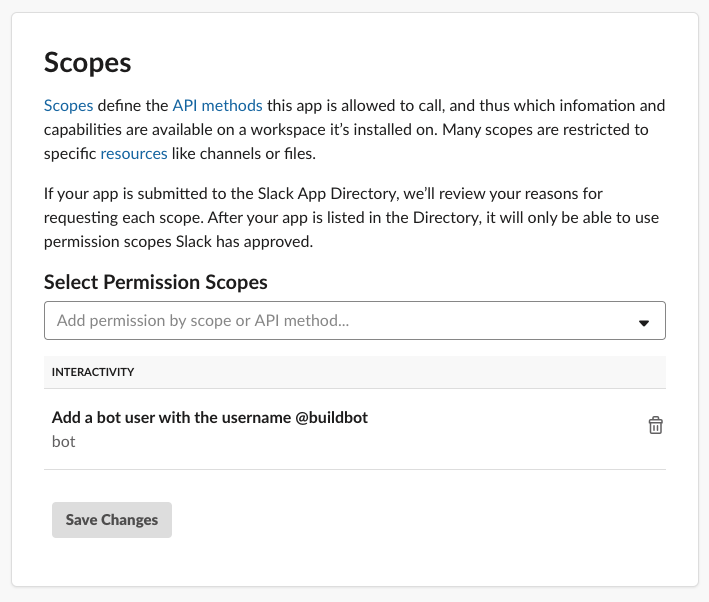 Scopes
Scopes define the API methods this app is allowed to call, and thus which infomation and
capabilities are available on a workspace it’s installed on. Many scopes are restricted to
specific resources like channels or files.
If your app is submitted to the Slack App Directory, we’ll review your reasons for
requesting each scope. After your app is listed in the Directory, it will only be able to use
permission scopes Slack has approved.
Select Permission Scopes
Add permission by scope or API method...
INTERACTIVITY
Add a bot user with the username @buildbot
bot
Save Changes